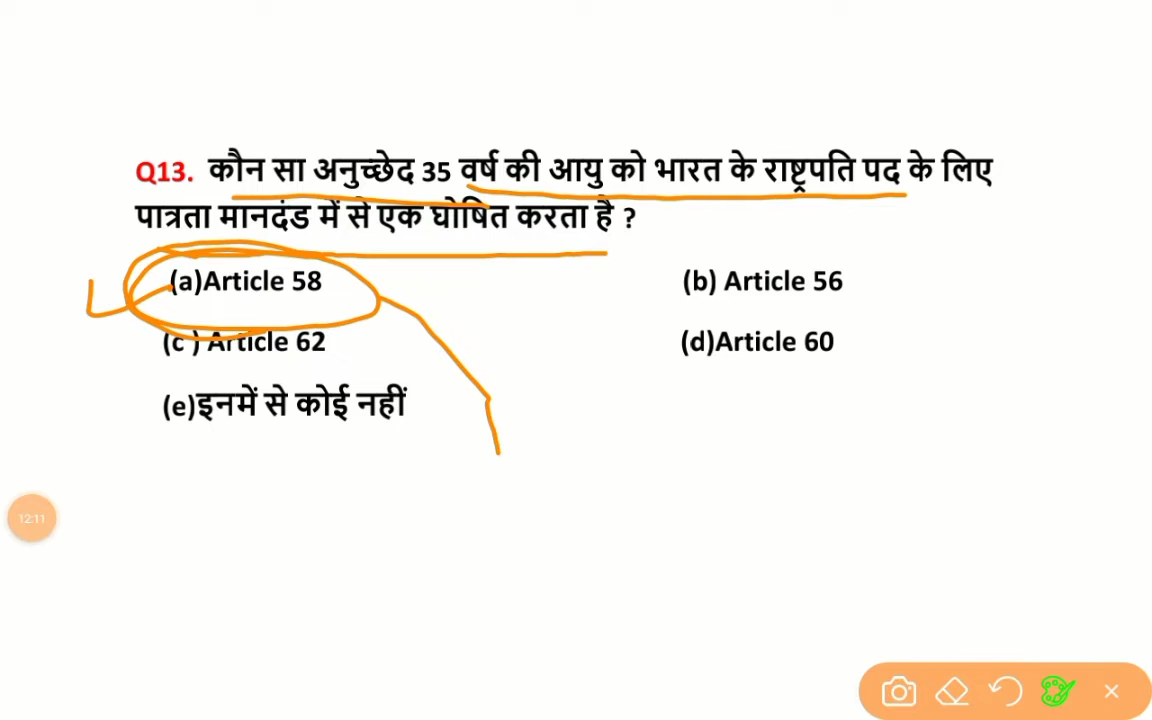 Q13. कौन सा अनुच्छेद 35 वर्ष की आयु को भारत के राष्ट्रपति पद के लिए
पात्रता मानदंड में से एक घोषित करता है ?
(a)Article 58 (b) Article 56
(c ) Article 62 (d)Article 60
(e)इनमें से कोई नहीं
12:11